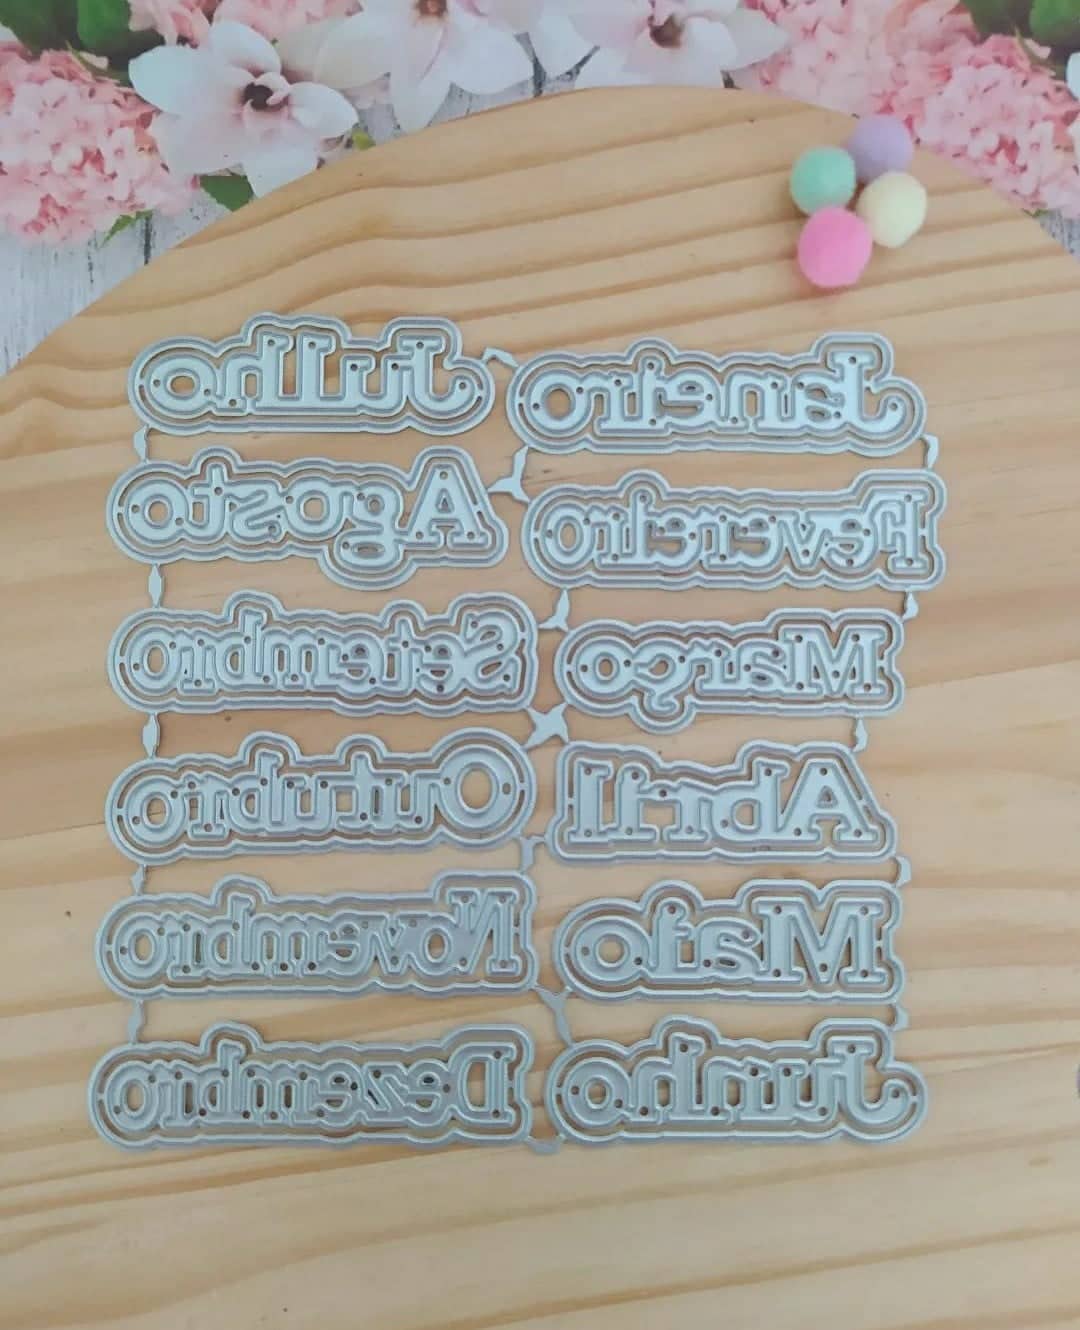 Janeiro
Fevereiro
Março
Abril
Maio
Junho
Julho
Agosto
Setembro
Outubro
Novembro
Dezembro